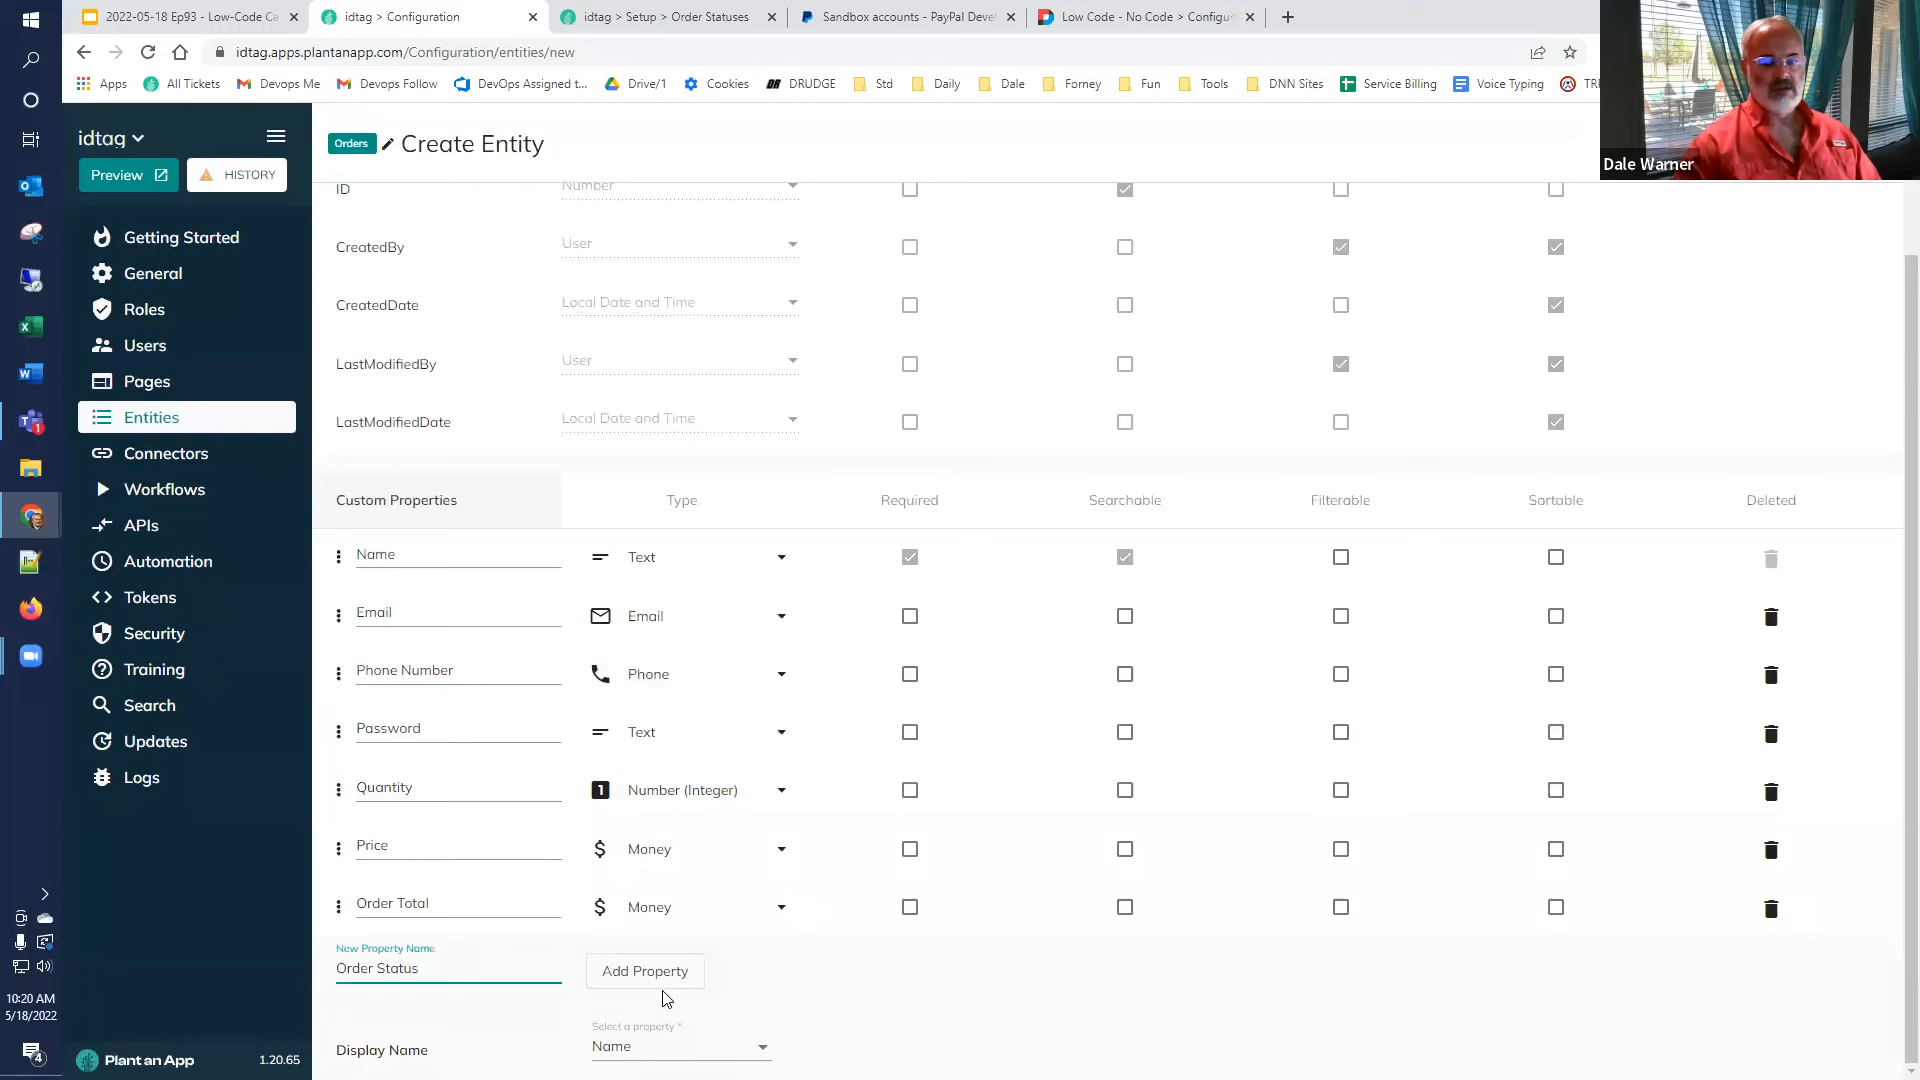 2022-05-18 Ep93 - Low-Code Ca
idtag > Configuration
idtag > Setup > Order Statuses
Sandbox accounts - PayPal Deve
Low Code - No Code > Configur
idtag.apps.plantanapp.com/Configuration/entities/new
Apps
All Tickets
Devops Me
Devops Follow
DevOps Assigned t...
Drive/1
Cookies
DR DRUDGE
Std
Daily
Dale
Forney
Fun
Tools
DNN Sites
Service Billing
Voice Typing
Dale Warner
idtag
Preview
HISTORY
Orders Create Entity
Getting Started
General
Roles
Users
Pages
Entities
Connectors
Workflows
APIs
Automation
Tokens
Security
Training
Search
Updates
Logs
Plant an App 1.20.65
ID Number
CreatedBy User
CreatedDate Local Date and Time
LastModifiedBy User
LastModifiedDate Local Date and Time
Custom Properties Type Required Searchable Filterable Sortable Deleted
Name Text
Email Email
Phone Number Phone
Password Text
Quantity 1 Number (Integer)
Price $ Money
Order Total $ Money
New Property Name
Order Status Add Property
Select a property *
Display Name Name
1
10:20 AM
5/18/2022
4